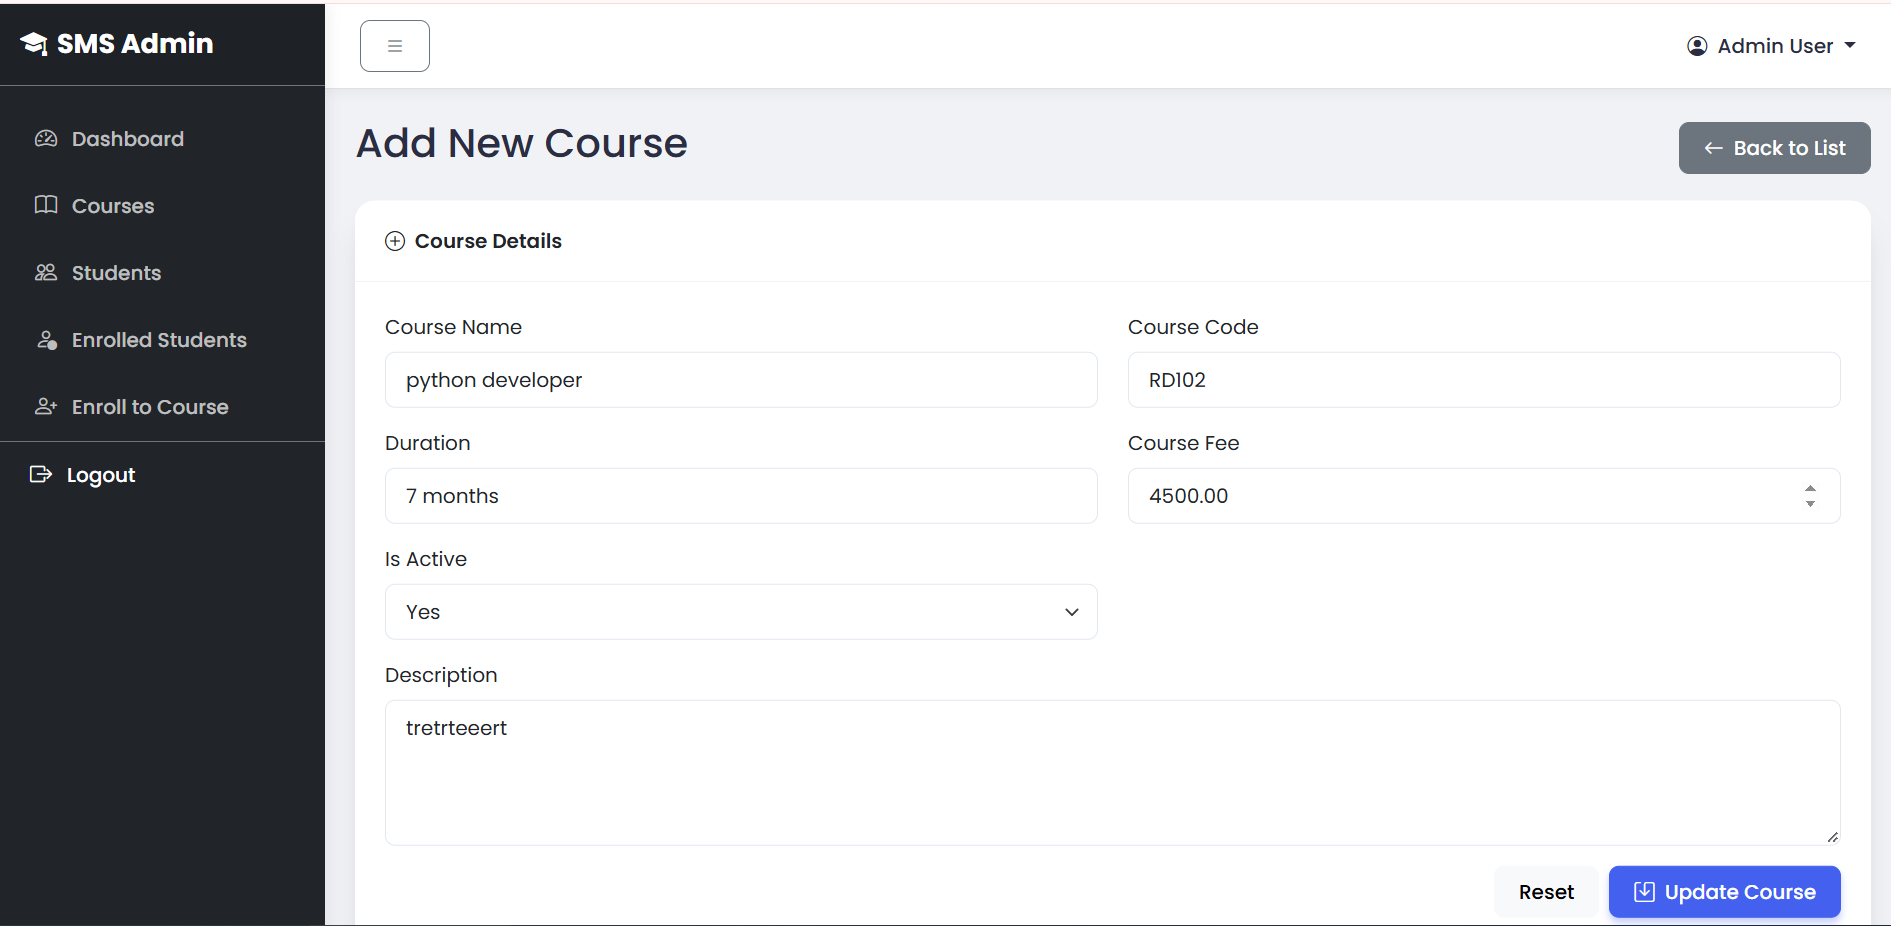 SMS Admin
Dashboard
Courses
Students
Enrolled Students
Enroll to Course
Logout
Admin User
Add New Course
Back to List
Course Details
Course Name
python developer
Course Code
RD102
Duration
7 months
Course Fee
4500.00
Is Active
Yes
Description
tretrteeert
Reset
Update Course